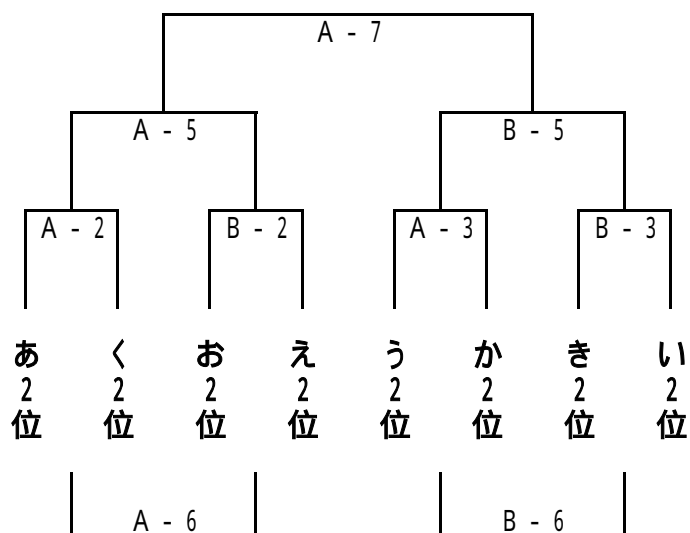 A - 7
A - 5 B - 5
A - 2 B - 2 A - 3 B - 3
あ2位 く2位 お2位 え2位 う2位 か2位 き2位 い2位
A - 6 B - 6